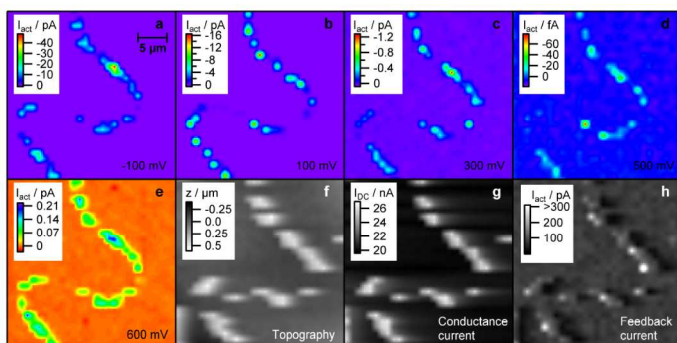 I_act / pA
-40
-30
-20
-10
0
a
5 µm
-100 mV
I_act / pA
-16
-12
-8
-4
0
b
100 mV
I_act / pA
-1.2
-0.8
-0.4
0
c
300 mV
I_act / fA
-60
-40
-20
0
d
500 mV
I_act / pA
0.21
0.14
0.07
0
e
600 mV
z / µm
-0.25
0.0
0.25
0.5
f
Topography
I_DC / nA
26
24
22
20
g
Conductance
current
I_act / pA
>300
200
100
h
Feedback
current